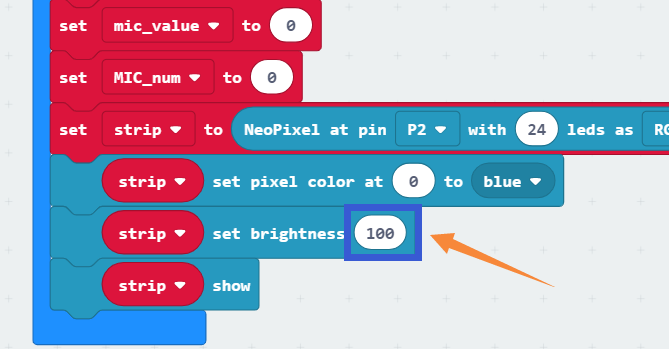 set mic_value to 0
set MIC_num to 0
set strip to NeoPixel at pin P2 with 24 leds as RG
strip set pixel color at 0 to blue
strip set brightness 100
strip show